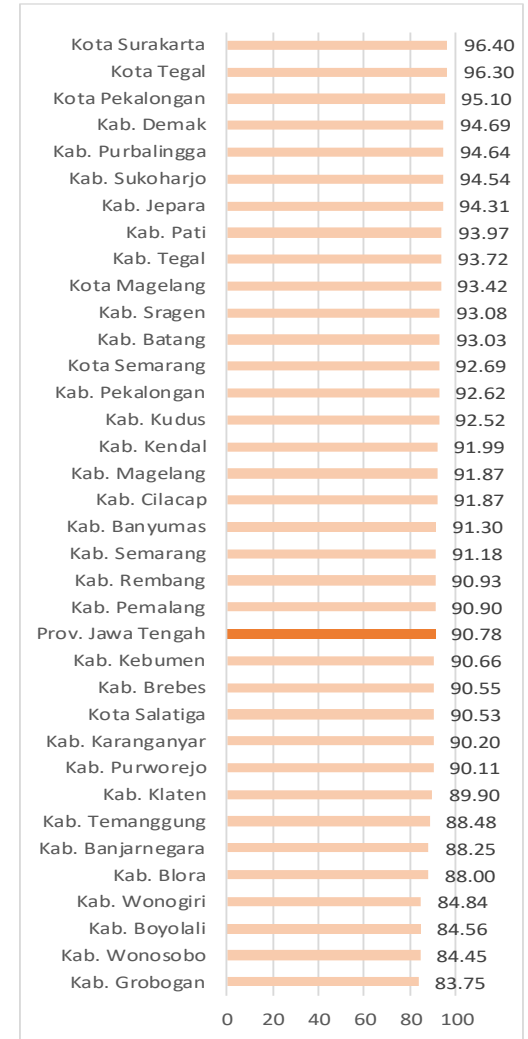 Kota Surakarta 96.40
Kota Tegal 96.30
Kota Pekalongan 95.10
Kab. Demak 94.69
Kab. Purbalingga 94.64
Kab. Sukoharjo 94.54
Kab. Jepara 94.31
Kab. Pati 93.97
Kab. Tegal 93.72
Kota Magelang 93.42
Kab. Sragen 93.08
Kab. Batang 93.03
Kota Semarang 92.69
Kab. Pekalongan 92.62
Kab. Kudus 92.52
Kab. Kendal 91.99
Kab. Magelang 91.87
Kab. Cilacap 91.87
Kab. Banyumas 91.30
Kab. Semarang 91.18
Kab. Rembang 90.93
Kab. Pemalang 90.90
Prov. Jawa Tengah 90.78
Kab. Kebumen 90.66
Kab. Brebes 90.55
Kota Salatiga 90.53
Kab. Karanganyar 90.20
Kab. Purworejo 90.11
Kab. Klaten 89.90
Kab. Temanggung 88.48
Kab. Banjarnegara 88.25
Kab. Blora 88.00
Kab. Wonogiri 84.84
Kab. Boyolali 84.56
Kab. Wonosobo 84.45
Kab. Grobogan 83.75
0 20 40 60 80 100